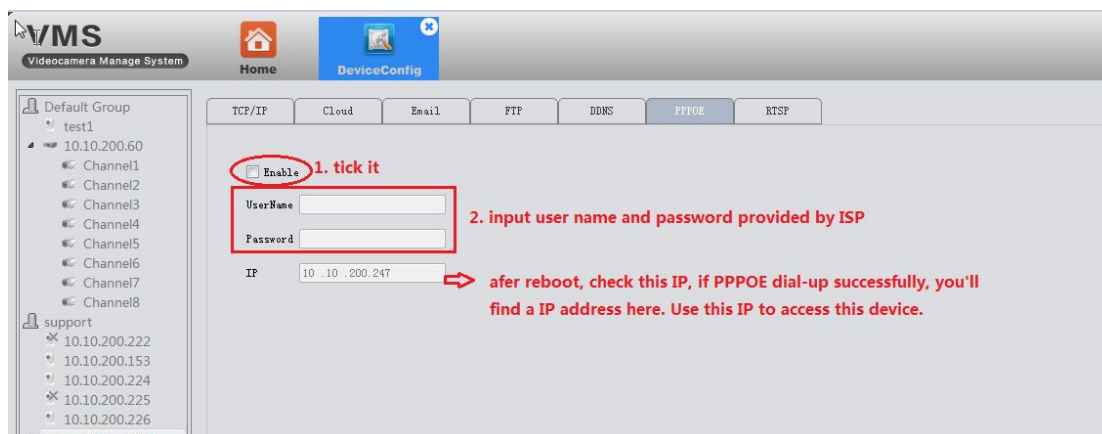 VMS
Videocamera Manage System
Home
DeviceConfig
Default Group
test1
10.10.200.60
Channel1
Channel2
Channel3
Channel4
Channel5
Channel6
Channel7
Channel8
support
10.10.200.222
10.10.200.153
10.10.200.224
10.10.200.225
10.10.200.226
TCP/IP Cloud Email FTP DDNS PPPOE RTSP
Enable 1. tick it
UserName
2. input user name and password provided by ISP
Password
IP 10 .10 .200.247
afer reboot, check this IP, if PPPOE dial-up successfully, you'll
find a IP address here. Use this IP to access this device.